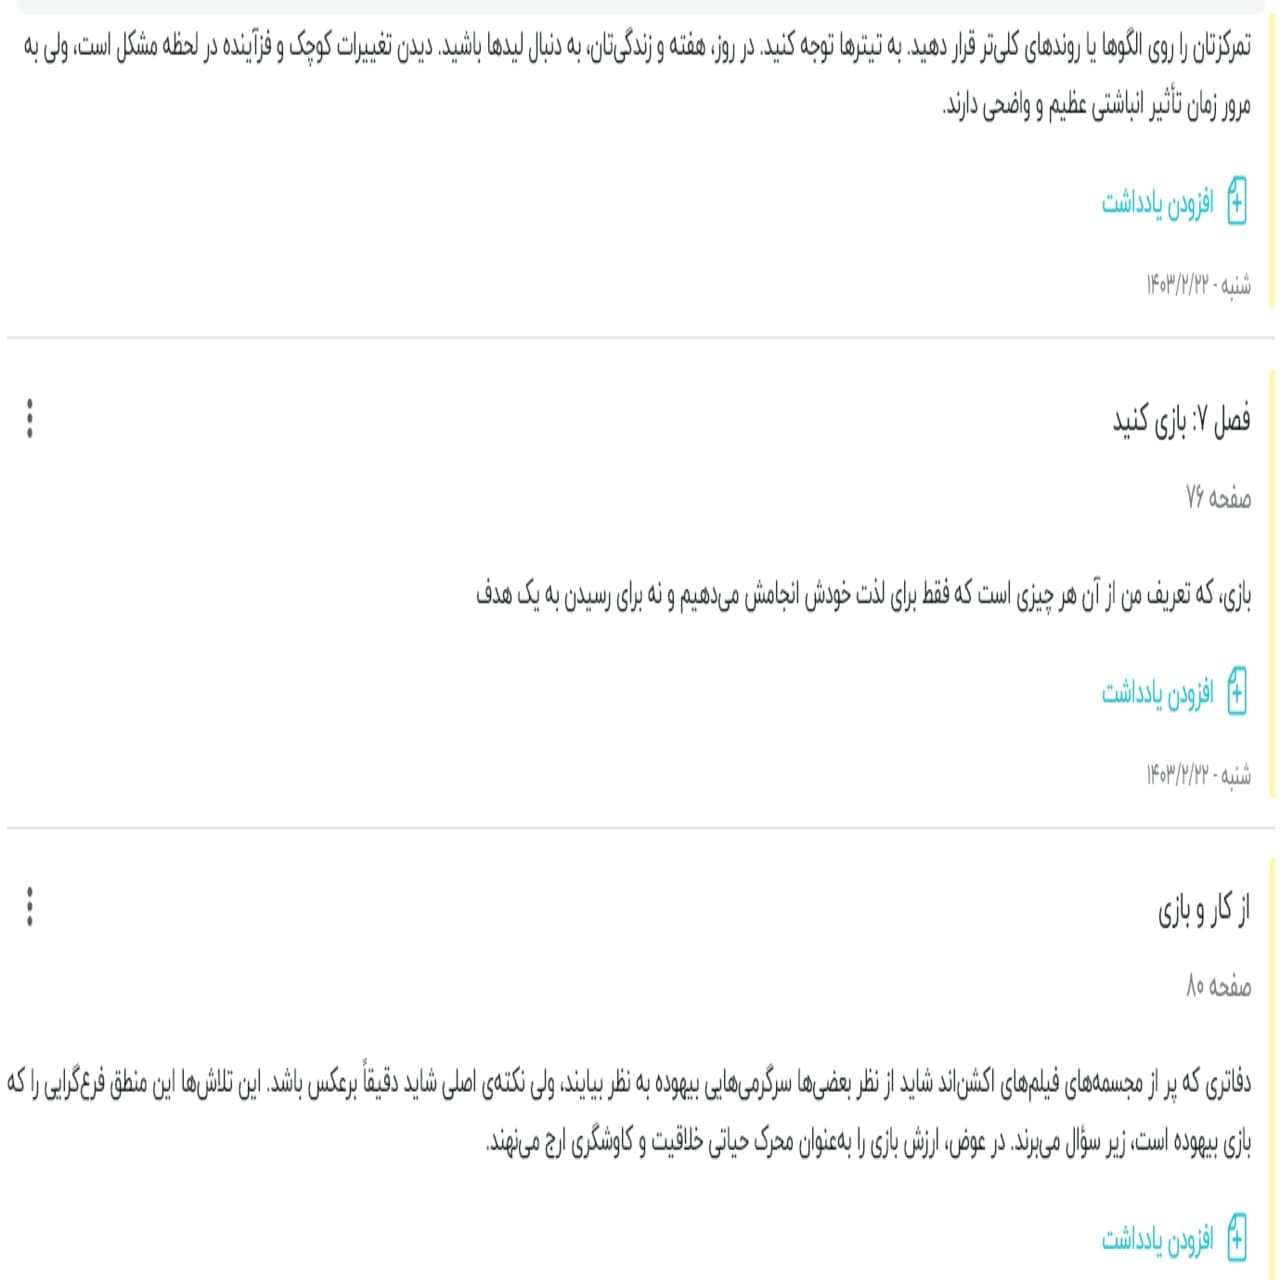 تمرکزتان را روی الگوها یا روندهای کلی‌تر قرار دهید. به تیترها توجه کنید. در روز، هفته و زندگی‌تان، به دنبال لیدها باشید. دیدن تغییرات کوچک و فزآینده در لحظه مشکل است، ولی به
مرور زمان تأثیر انباشتی عظیم و واضحی دارند.
افزودن یادداشت
شنبه - ۱۴۰۳/۲/۲۲
فصل ۷: بازی کنید
صفحه ۷۶
بازی، که تعریف من از آن هر چیزی است که فقط برای لذت خودش انجامش می‌دهیم و نه برای رسیدن به یک هدف
افزودن یادداشت
شنبه - ۱۴۰۳/۲/۲۲
از کار و بازی
صفحه ۸۰
دفاتری که پر از مجسمه‌های فیلم‌های اکشن‌اند شاید از نظر بعضی‌ها سرگرمی‌هایی بیهوده به نظر بیایند، ولی نکته‌ی اصلی شاید دقیقاً برعکس باشد. این تلاش‌ها این منطق فرع‌گرایی را که
بازی بیهوده است، زیر سؤال می‌برند. در عوض، ارزش بازی را به‌عنوان محرک حیاتی خلاقیت و کاوشگری ارج می‌نهند.
افزودن یادداشت